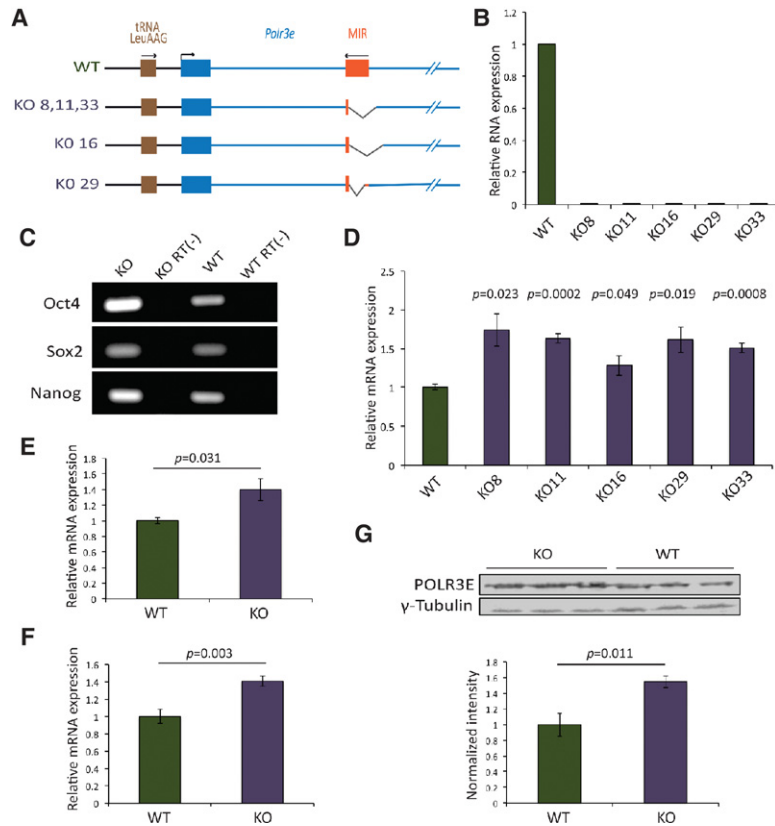 A
tRNA
LeuAAG
Polr3e
MIR
WT
KO 8,11,33
K0 16
K0 29
B
Relative RNA expression
1.2
1
0.8
0.6
0.4
0.2
0
WT
KO8
KO11
KO16
KO29
KO33
C
KO
KO RT(-)
WT
WT RT(-)
Oct4
Sox2
Nanog
D
Relative mRNA expression
2.5
2
1.5
1
0.5
0
p=0.023
p=0.0002
p=0.049
p=0.019
p=0.0008
WT
KO8
KO11
KO16
KO29
KO33
E
Relative mRNA expression
1.8
1.6
1.4
1.2
1
0.8
0.6
0.4
0.2
0
p=0.031
WT
KO
F
Relative mRNA expression
1.6
1.4
1.2
1
0.8
0.6
0.4
0.2
0
p=0.003
WT
KO
G
KO
WT
POLR3E
γ-Tubulin
Normalized intensity
1.8
1.6
1.4
1.2
1
0.8
0.6
0.4
0.2
0
p=0.011
WT
KO